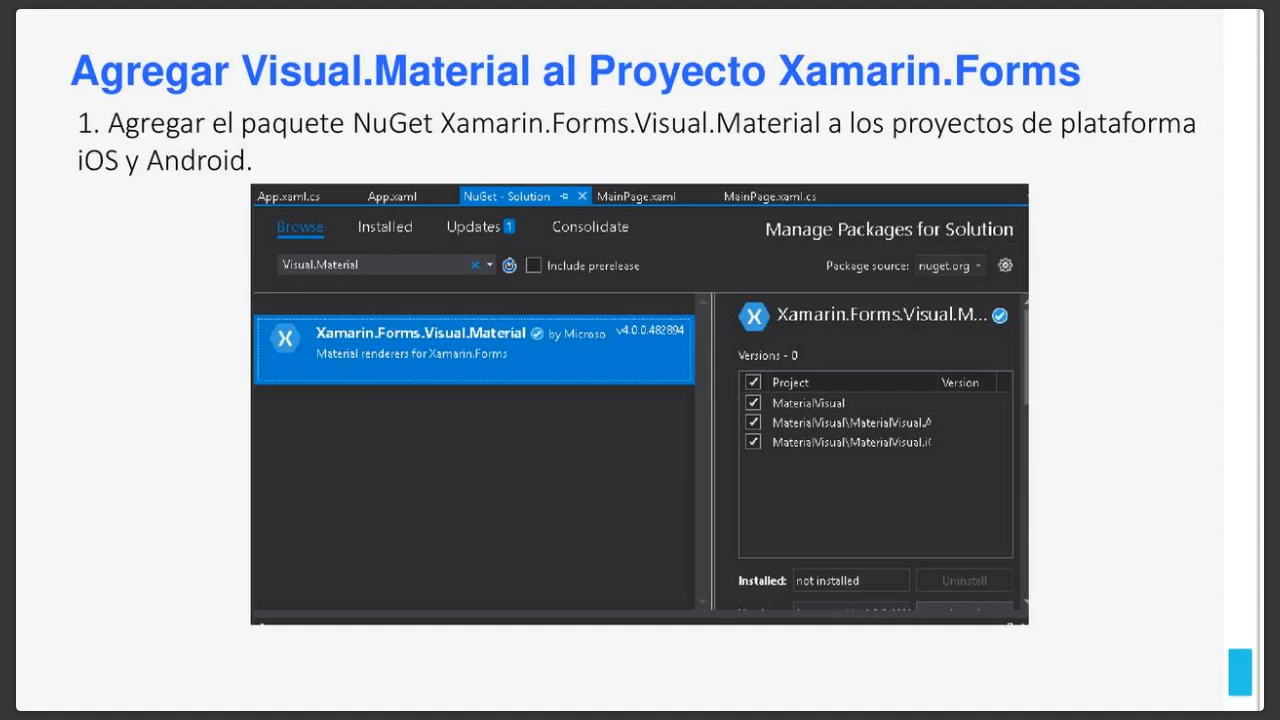 Agregar Visual.Material al Proyecto Xamarin.Forms
1. Agregar el paquete NuGet Xamarin.Forms.Visual.Material a los proyectos de plataforma
iOS y Android.
App.xaml.cs App.xaml NuGet - Solution MainPage.xaml MainPage.xaml.cs
Browse Installed Updates 1 Consolidate
Manage Packages for Solution
Visual.Material Include prerelease
Package source: nuget.org
Xamarin.Forms.Visual.Material by Microso v4.0.0.482894
Material renderers for Xamarin.Forms
Xamarin.Forms.Visual.M...
Versions - 0
Project Version
MaterialVisual
MaterialVisual\MaterialVisual.A
MaterialVisual\MaterialVisual.i
Installed: not installed Uninstall